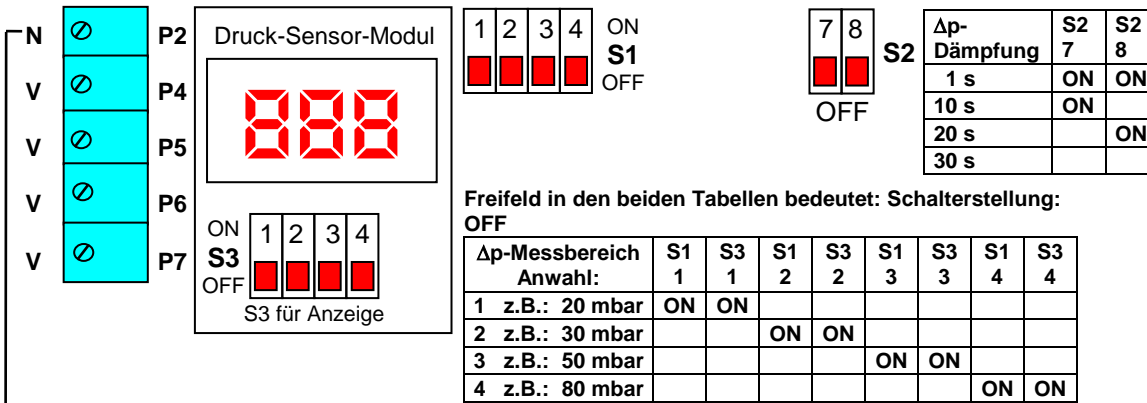 N P2
V P4
V P5
V P6
V P7
Druck-Sensor-Modul
888
ON
S3
OFF
1 2 3 4
S3 für Anzeige
1 2 3 4
ON
S1
OFF
7 8
S2
OFF
Δp-Dämpfung S2 7 S2 8
1 s ON ON
10 s ON
20 s ON
30 s
Freifeld in den beiden Tabellen bedeutet: Schalterstellung:
OFF
Δp-Messbereich S1 S3 S1 S3 S1 S3 S1 S3
Anwahl: 1 1 2 2 3 3 4 4
1 z.B.: 20 mbar ON ON
2 z.B.: 30 mbar ON ON
3 z.B.: 50 mbar ON ON
4 z.B.: 80 mbar ON ON